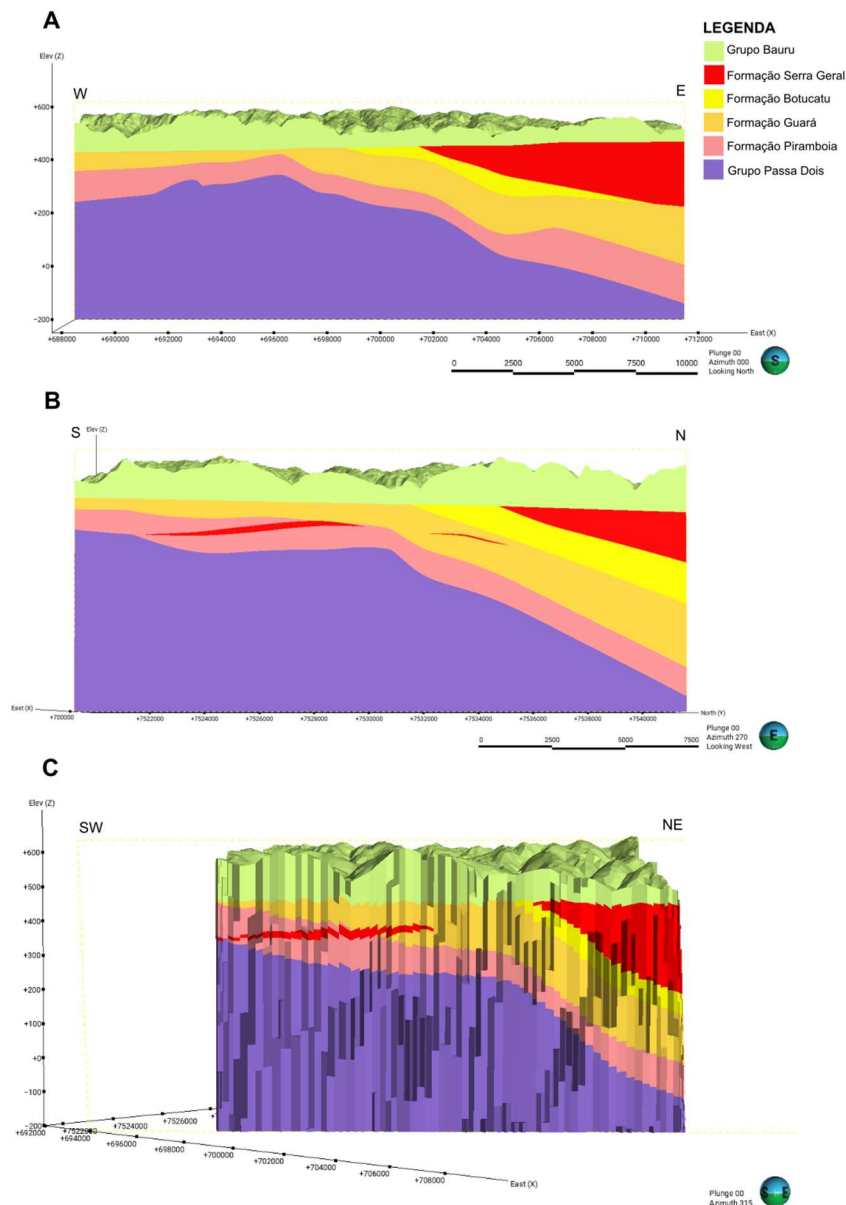 A
LEGENDA
Grupo Bauru
Formação Serra Geral
Formação Botucatu
Formação Guará
Formação Piramboia
Grupo Passa Dois
Elev (Z)
W
E
+600
+400
+200
+0
-200
+688000 +690000 +692000 +694000 +696000 +698000 +700000 +702000 +704000 +706000 +708000 +710000 +712000
East (X)
0 2500 5000 7500 10000
Plunge 00
Azimuth 000
Looking North
S
B
S
Elev (Z)
N
East (X)
+700000
+7522000 +7524000 +7526000 +7528000 +7530000 +7532000 +7534000 +7536000 +7538000 +7540000
North (Y)
0 2500 5000 7500
Plunge 00
Azimuth 270
Looking West
E
C
Elev (Z)
SW
NE
+600
+500
+400
+300
+200
+100
+0
-100
-200
+7522000 +7524000 +7526000
+692000 +694000 +696000 +698000 +700000 +702000 +704000 +706000 +708000
East (X)
Plunge 00
Azimuth 315
S E